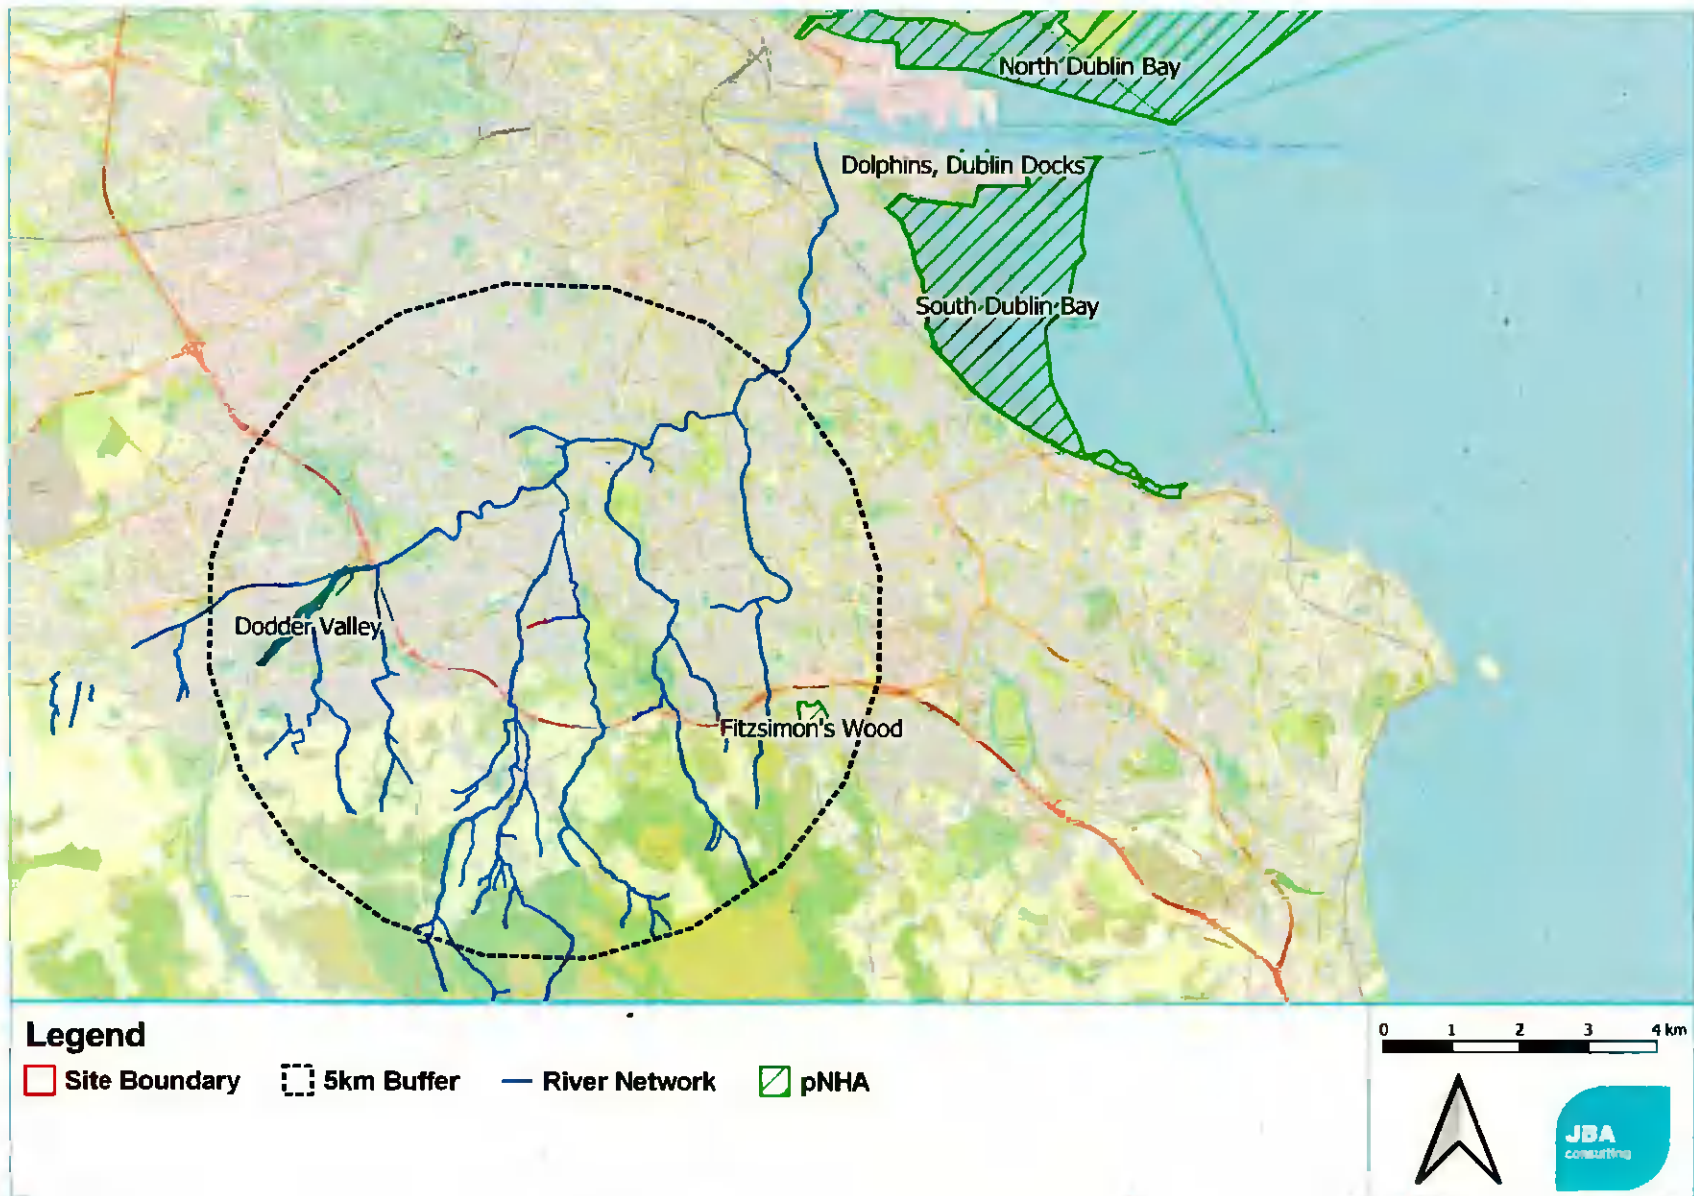 North Dublin Bay
Dolphins, Dublin Docks
South Dublin Bay
Dodder Valley
Fitzsimon's Wood
Legend
Site Boundary
5km Buffer
River Network
pNHA
0 1 2 3 4 km
JBA
consulting